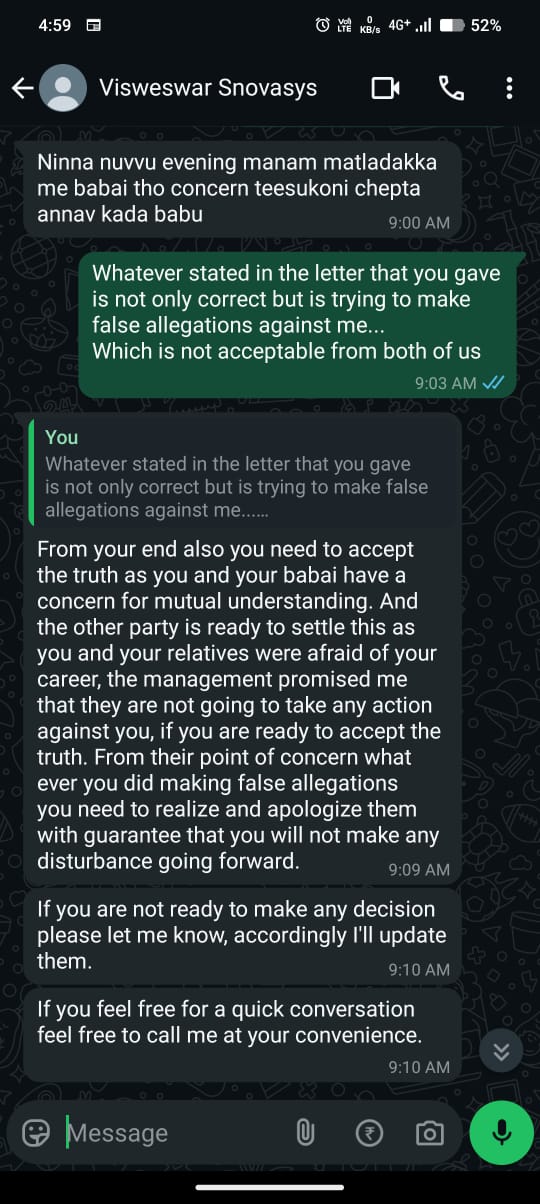 4:59
Vo) LTE
0 KB/s
4G+
52%
Visweswar Snovasys
Ninna nuvvu evening manam matladakka
me babai tho concern teesukoni chepta
annav kada babu
9:00 AM
Whatever stated in the letter that you gave
is not only correct but is trying to make
false allegations against me...
Which is not acceptable from both of us
9:03 AM
You
Whatever stated in the letter that you gave
is not only correct but is trying to make false
allegations against me......
From your end also you need to accept
the truth as you and your babai have a
concern for mutual understanding. And
the other party is ready to settle this as
you and your relatives were afraid of your
career, the management promised me
that they are not going to take any action
against you, if you are ready to accept the
truth. From their point of concern what
ever you did making false allegations
you need to realize and apologize them
with guarantee that you will not make any
disturbance going forward.
9:09 AM
If you are not ready to make any decision
please let me know, accordingly I'll update
them.
9:10 AM
If you feel free for a quick conversation
feel free to call me at your convenience.
9:10 AM
Message